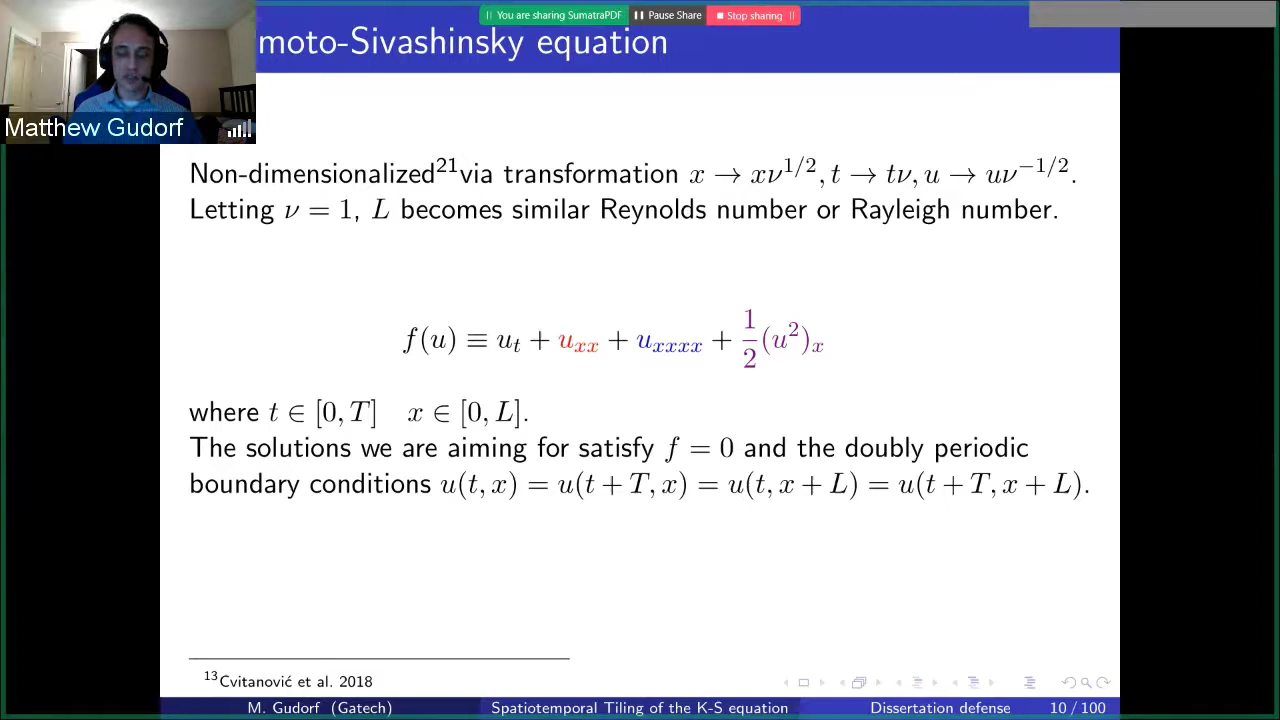 You are sharing SumatraPDF Pause Share Stop sharing
moto-Sivashinsky equation
Matthew Gudorf
Non-dimensionalized²¹via transformation x → xν^{1/2}, t → tν, u → uν^{−1/2}.
Letting ν = 1, L becomes similar Reynolds number or Rayleigh number.
f(u) ≡ u_t + u_{xx} + u_{xxxx} + \frac{1}{2}(u²)_x
where t ∈ [0, T] x ∈ [0, L].
The solutions we are aiming for satisfy f = 0 and the doubly periodic
boundary conditions u(t, x) = u(t + T, x) = u(t, x + L) = u(t + T, x + L).
¹³Cvitanović et al. 2018
M. Gudorf (Gatech) Spatiotemporal Tiling of the K-S equation Dissertation defense 10 / 100